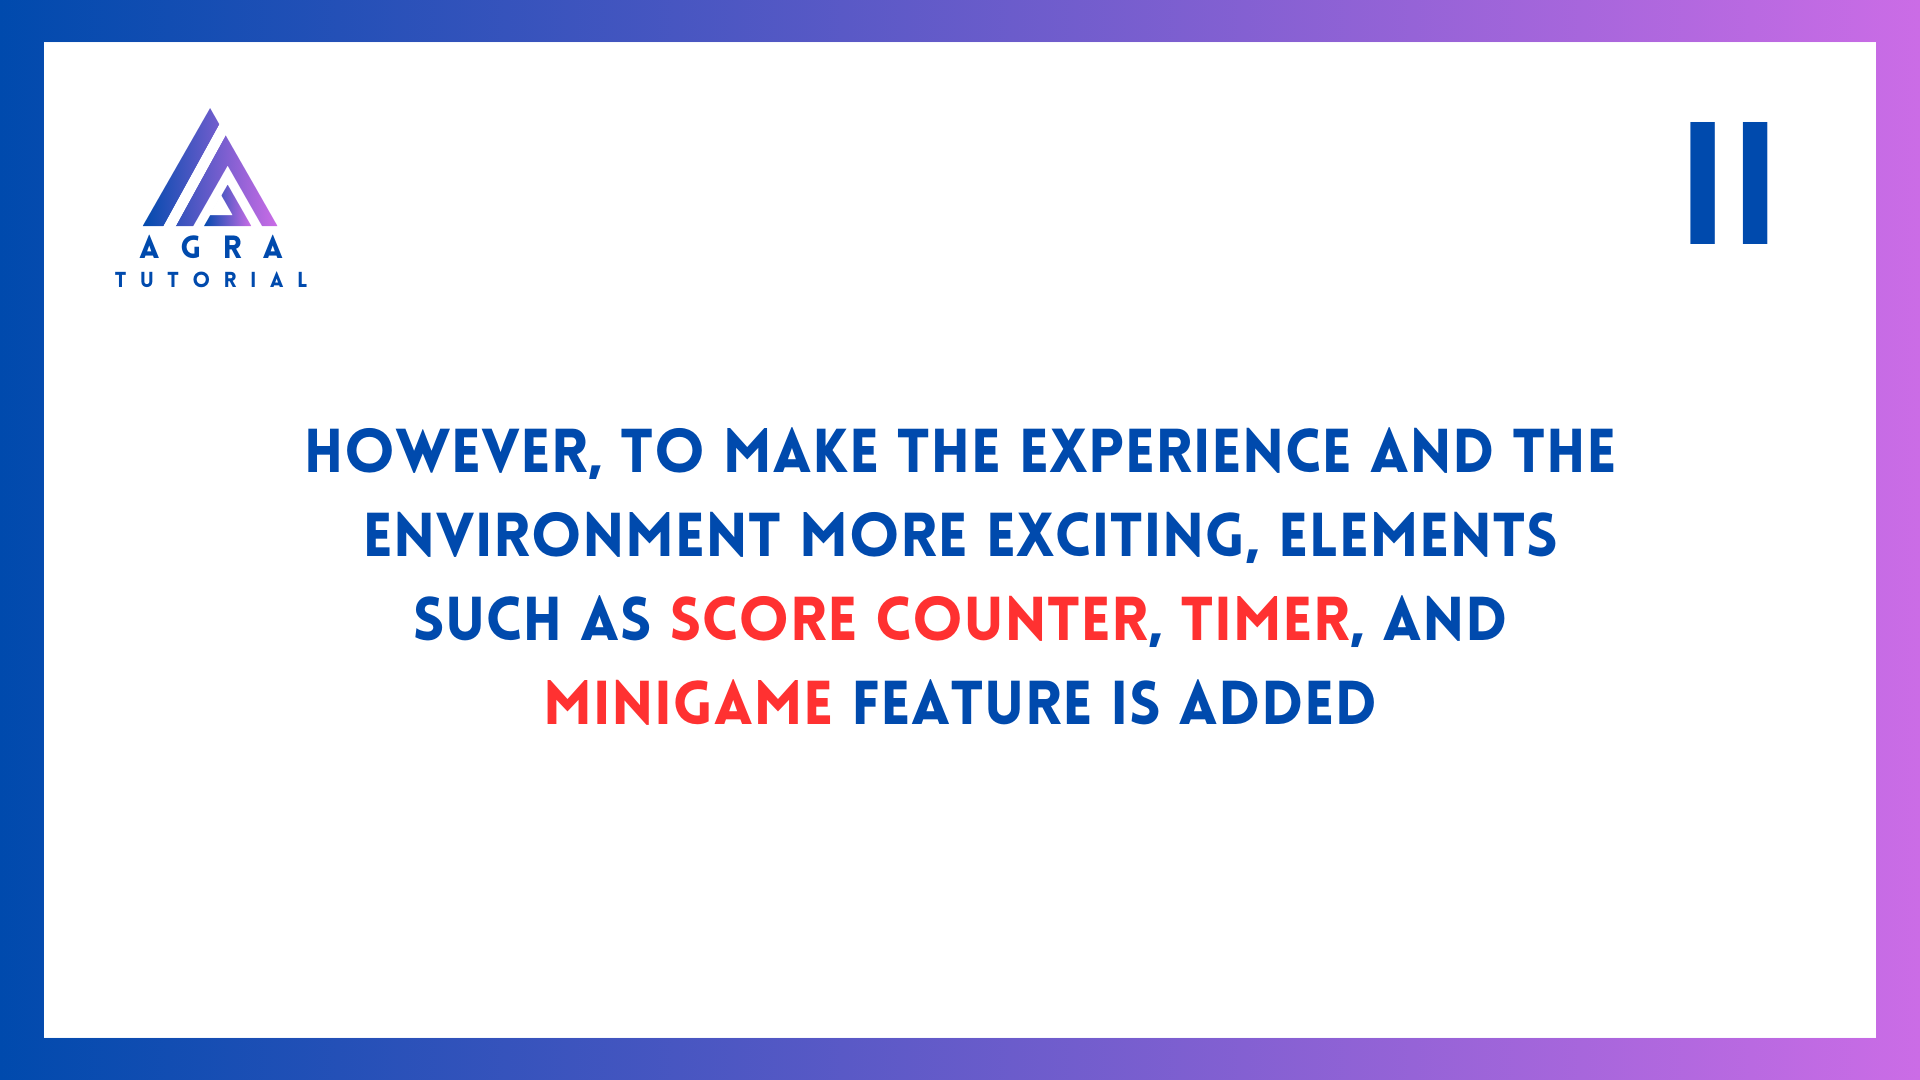 AGRA
TUTORIAL
HOWEVER, TO MAKE THE EXPERIENCE AND THE
ENVIRONMENT MORE EXCITING, ELEMENTS
SUCH AS SCORE COUNTER, TIMER, AND
MINIGAME FEATURE IS ADDED